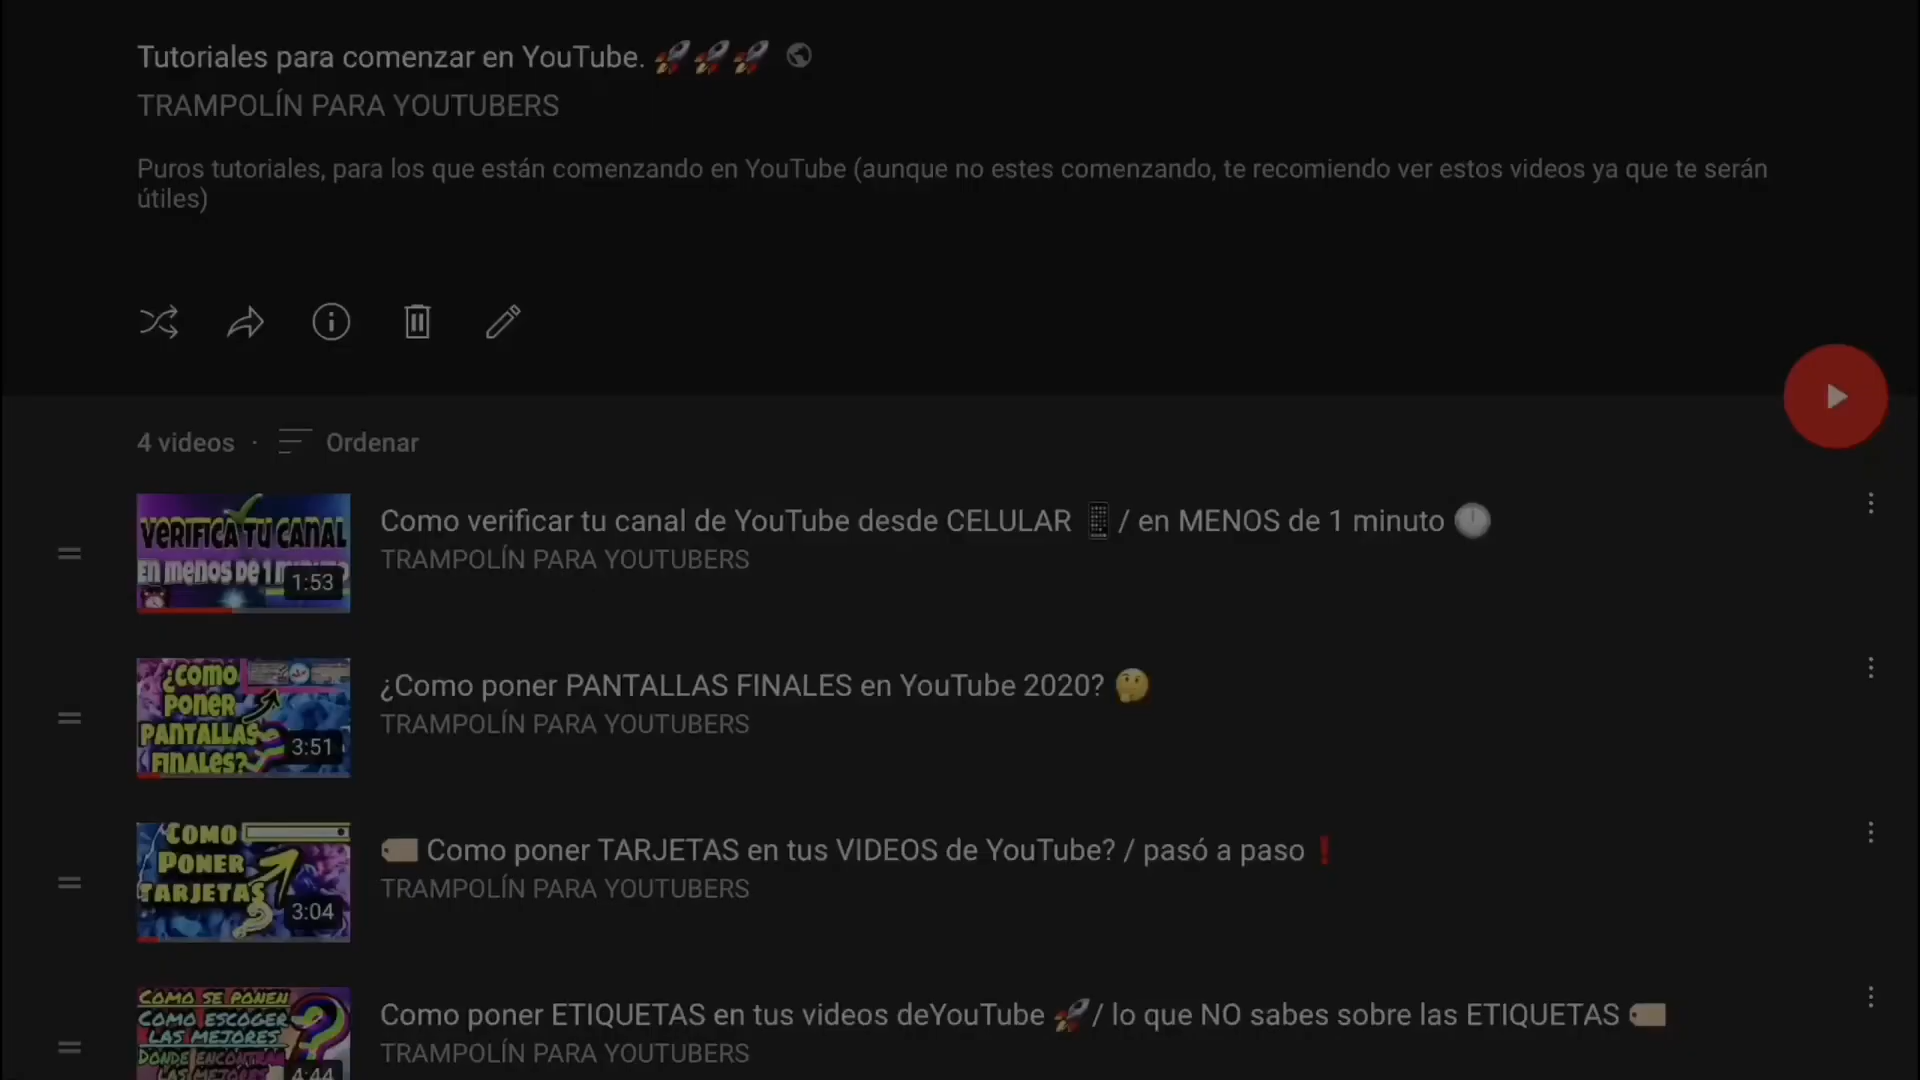 Tutoriales para comenzar en YouTube. 🚀🚀🚀
TRAMPOLÍN PARA YOUTUBERS
Puros tutoriales, para los que están comenzando en YouTube (aunque no estes comenzando, te recomiendo ver estos videos ya que te serán
útiles)
4 videos · Ordenar
VERIFICA TU CANAL
En menos de 1
1:53
Como verificar tu canal de YouTube desde CELULAR 📱/ en MENOS de 1 minuto 🕛
TRAMPOLÍN PARA YOUTUBERS
¿Como
PONER
PANTALLAS
FINALES?
3:51
¿Como poner PANTALLAS FINALES en YouTube 2020? 🤔
TRAMPOLÍN PARA YOUTUBERS
COMO
PONER
TARJETAS
3:04
🏷️ Como poner TARJETAS en tus VIDEOS de YouTube? / pasó a paso ❗
TRAMPOLÍN PARA YOUTUBERS
COMO SE PONEN
COMO ESCOGER
LAS MEJORES
DONDE ENCONTRAR
LAS MEJORES
4:44
Como poner ETIQUETAS en tus videos deYouTube 🚀/ lo que NO sabes sobre las ETIQUETAS 🏷️
TRAMPOLÍN PARA YOUTUBERS